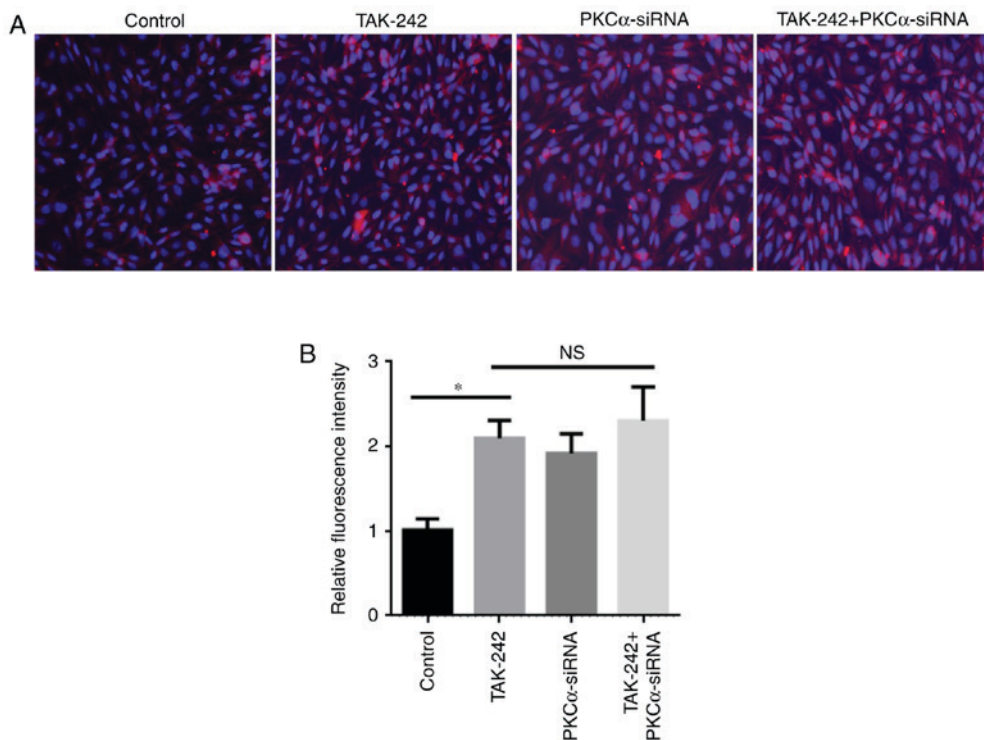 A
Control
TAK-242
PKCα-siRNA
TAK-242+PKCα-siRNA
B
NS
*
Relative fluorescence intensity
3
2
1
0
Control
TAK-242
PKCα-siRNA
TAK-242+
PKCα-siRNA